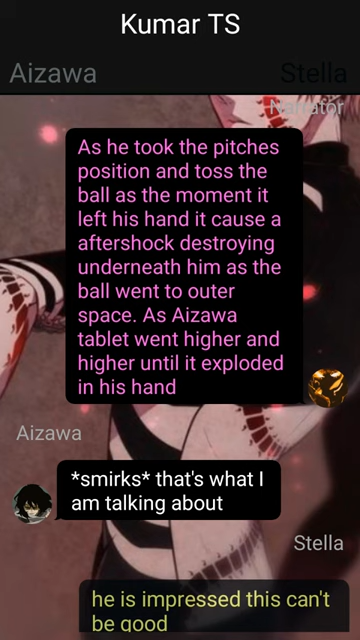 Kumar TS
Aizawa
Stella
Narrator
As he took the pitches
position and toss the
ball as the moment it
left his hand it cause a
aftershock destroying
underneath him as the
ball went to outer
space. As Aizawa
tablet went higher and
higher until it exploded
in his hand
Aizawa
*smirks* that's what I
am talking about
Stella
he is impressed this can't
be good